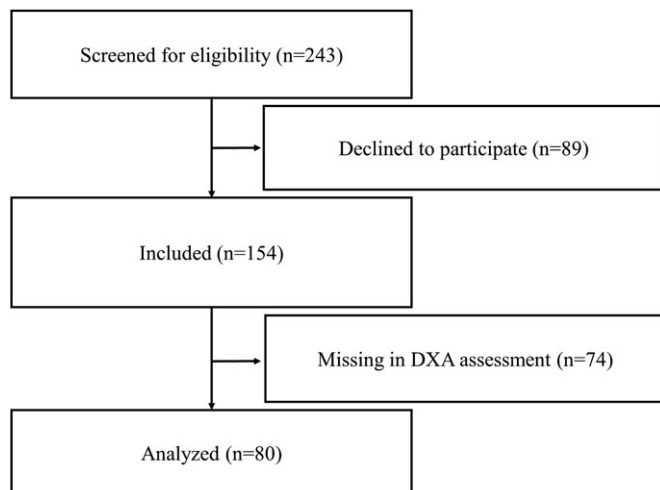 Screened for eligibility (n=243)
Declined to participate (n=89)
Included (n=154)
Missing in DXA assessment (n=74)
Analyzed (n=80)